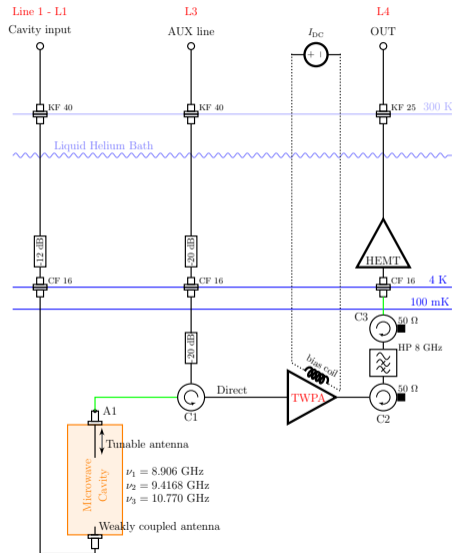 Line 1 - L1
L3
L4
Cavity input
AUX line
I_DC
OUT
KF 40
KF 40
KF 25
300 K
Liquid Helium Bath
-12 dB
-20 dB
HEMT
CF 16
CF 16
CF 16
4 K
100 mK
C3
50 Ω
HP 8 GHz
-20 dB
bias coil
Direct
TWPA
50 Ω
C1
C2
A1
Tunable antenna
Microwave
Cavity
ν₁ = 8.906 GHz
ν₂ = 9.4168 GHz
ν₃ = 10.770 GHz
Weakly coupled antenna